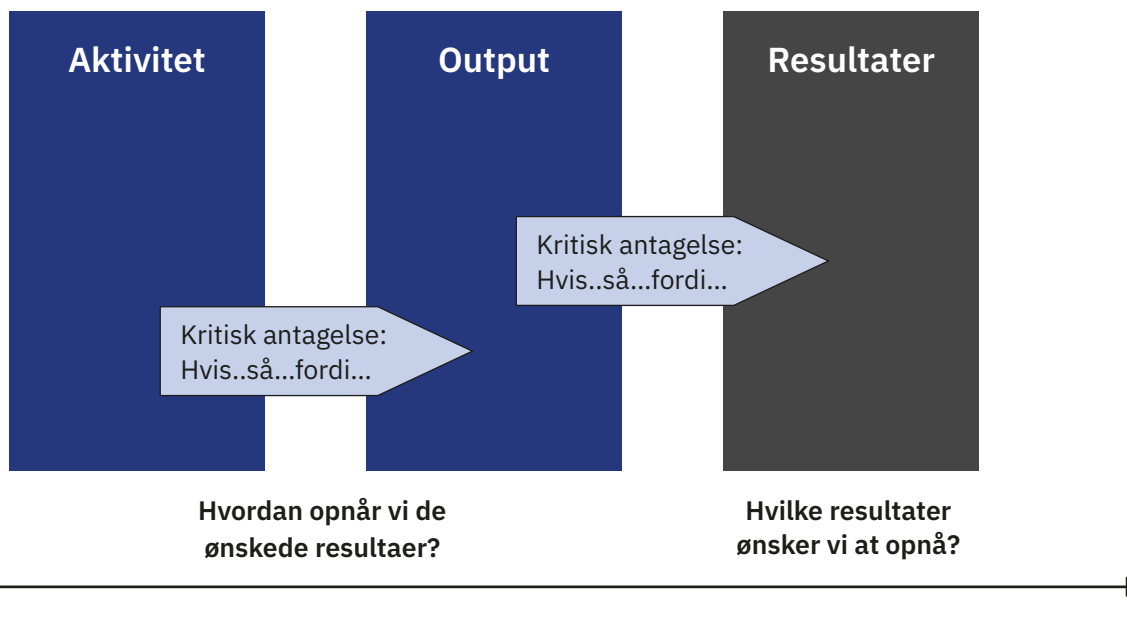 Aktivitet
Output
Resultater
Kritisk antagelse:
Hvis..så...fordi...
Kritisk antagelse:
Hvis..så...fordi...
Hvordan opnår vi de
ønskede resultaer?
Hvilke resultater
ønsker vi at opnå?